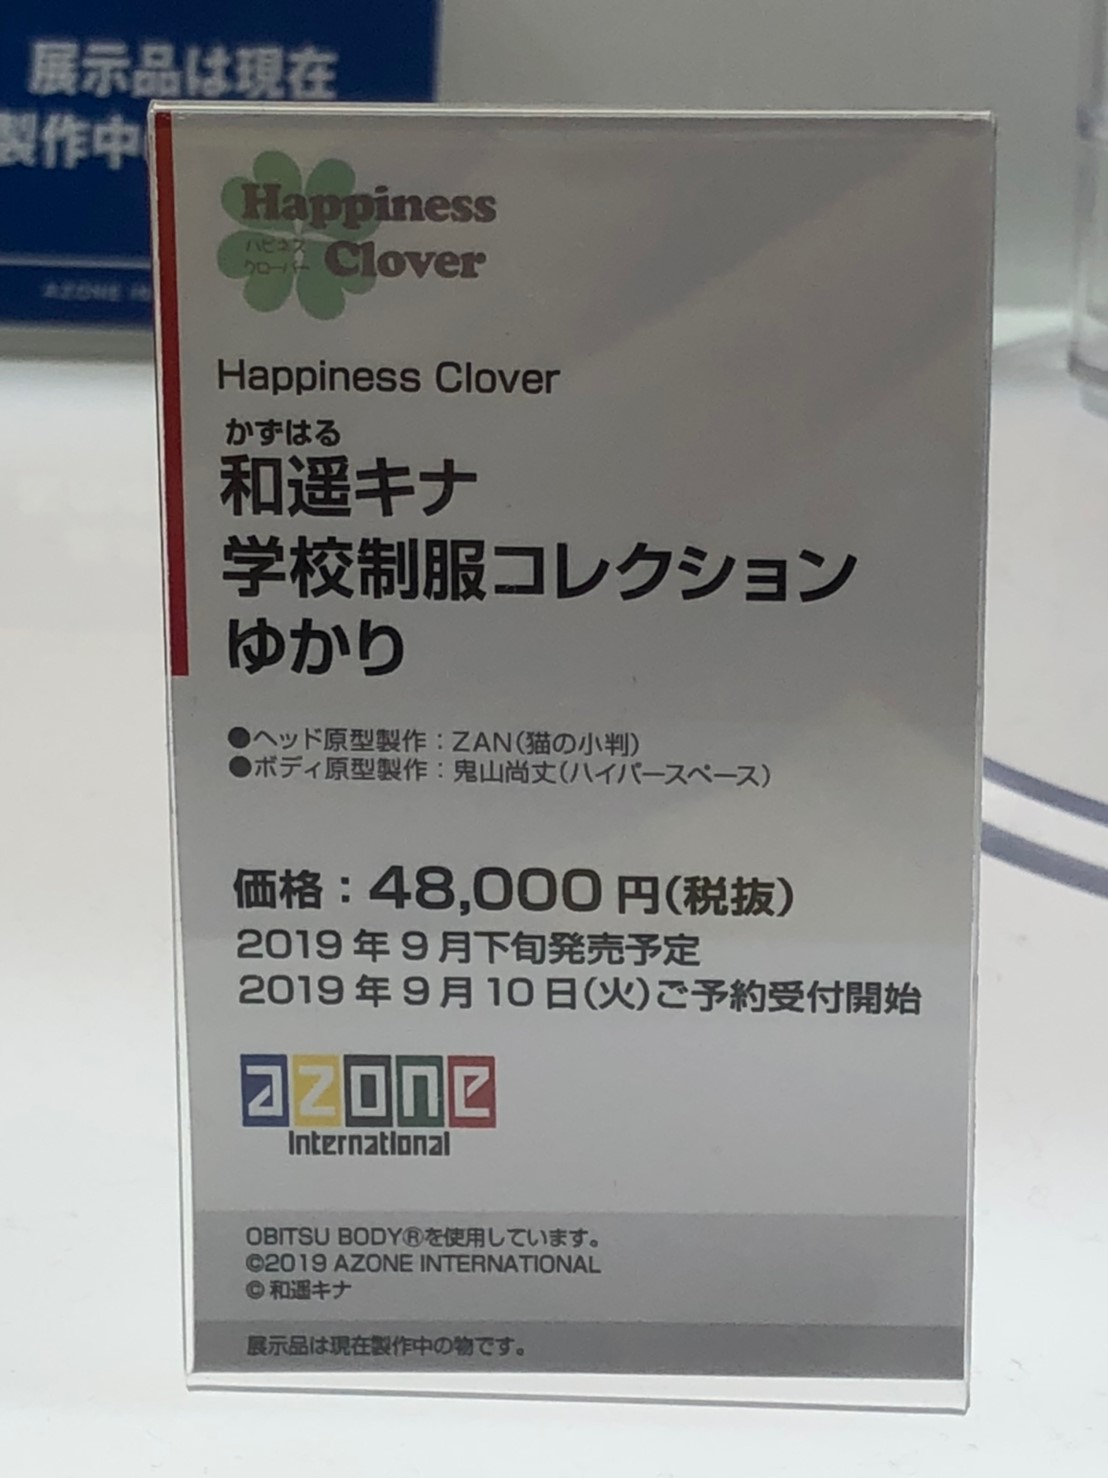 展示品は現在
製作中
AZONE IN
Happiness
ハピネス
クローバー
Clover
Happiness Clover
かずはる
和遥キナ
学校制服コレクション
ゆかり
●ヘッド原型製作：ZAN（猫の小判）
●ボディ原型製作：鬼山尚丈（ハイパースペース）
価格：48,000円（税抜）
2019年9月下旬発売予定
2019年9月10日（火）ご予約受付開始
azone
International
OBITSU BODY®を使用しています。
©2019 AZONE INTERNATIONAL
©和遥キナ
展示品は現在製作中の物です。